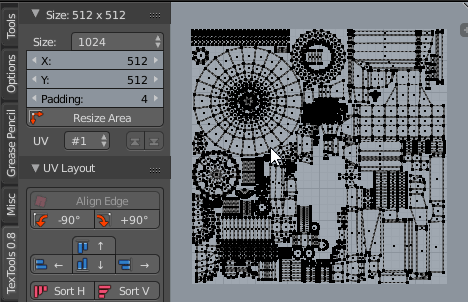 Tools
Options
Grease Pencil
Misc
TexTools 0.8
Size: 512 x 512
Size: 1024
X: 512
Y: 512
Padding: 4
Resize Area
UV #1
UV Layout
Align Edge
-90° +90°
Sort H Sort V